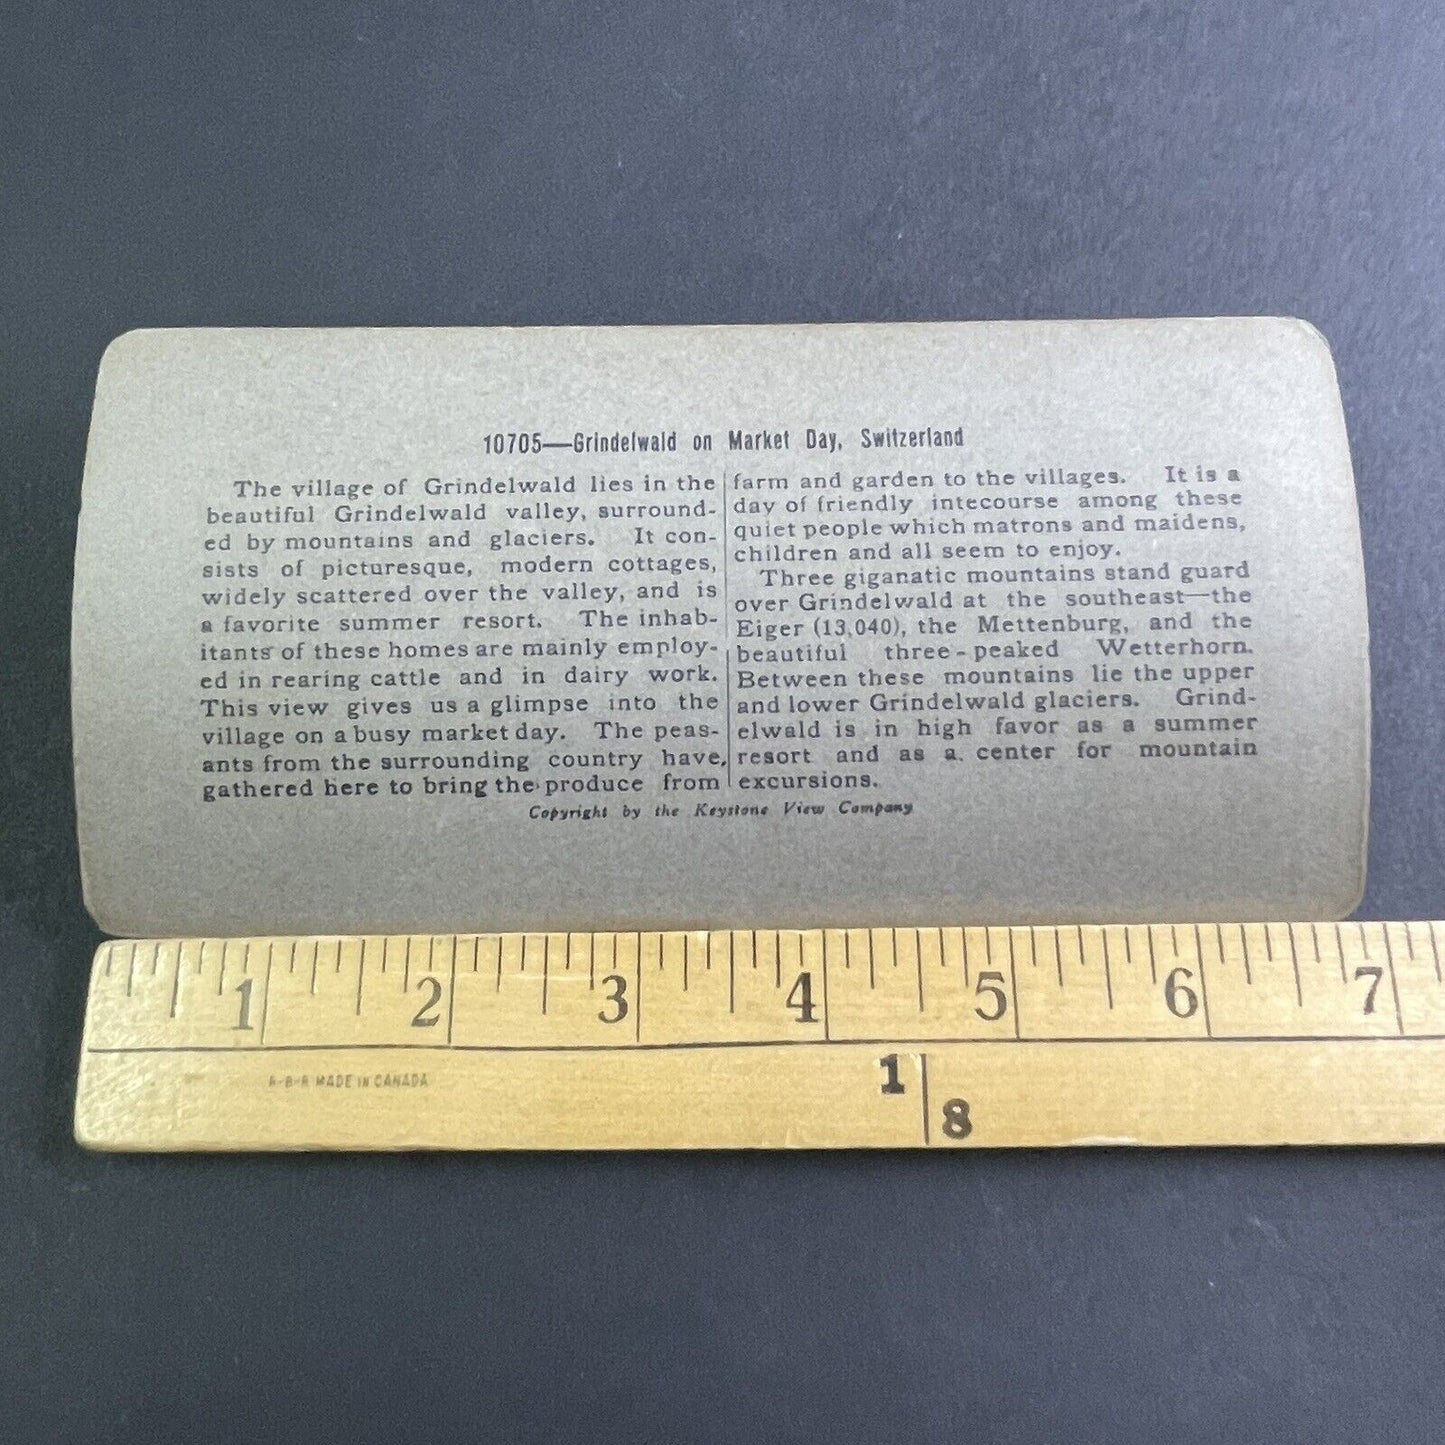 10705—Grindelwald on Market Day, Switzerland
The village of Grindelwald lies in the
beautiful Grindelwald valley, surround-
ed by mountains and glaciers. It con-
sists of picturesque, modern cottages,
widely scattered over the valley, and is
a favorite summer resort. The inhab-
itants of these homes are mainly employ-
ed in rearing cattle and in dairy work.
This view gives us a glimpse into the
village on a busy market day. The peas-
ants from the surrounding country have,
gathered here to bring the produce from
farm and garden to the villages. It is a
day of friendly intecourse among these
quiet people which matrons and maidens,
children and all seem to enjoy.
Three giganatic mountains stand guard
over Grindelwald at the southeast—the
Eiger (13,040), the Mettenburg, and the
beautiful three-peaked Wetterhorn.
Between these mountains lie the upper
and lower Grindelwald glaciers. Grind-
elwald is in high favor as a summer
resort and as a center for mountain
excursions.
Copyright by the Keystone View Company
1 2 3 4 5 6 7
A-B-A MADE IN CANADA
1
8